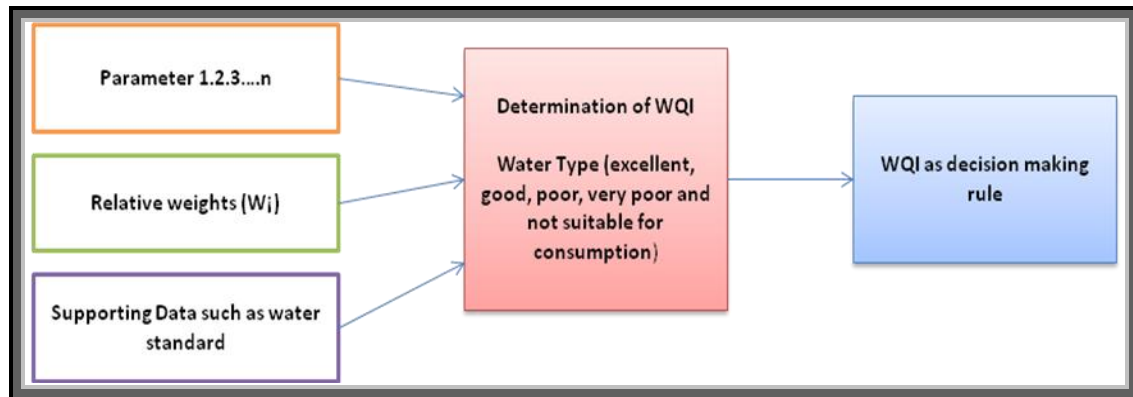 Parameter 1.2.3....n
Relative weights (W¡)
Supporting Data such as water
standard
Determination of WQI
Water Type (excellent,
good, poor, very poor and
not suitable for
consumption)
WQI as decision making
rule